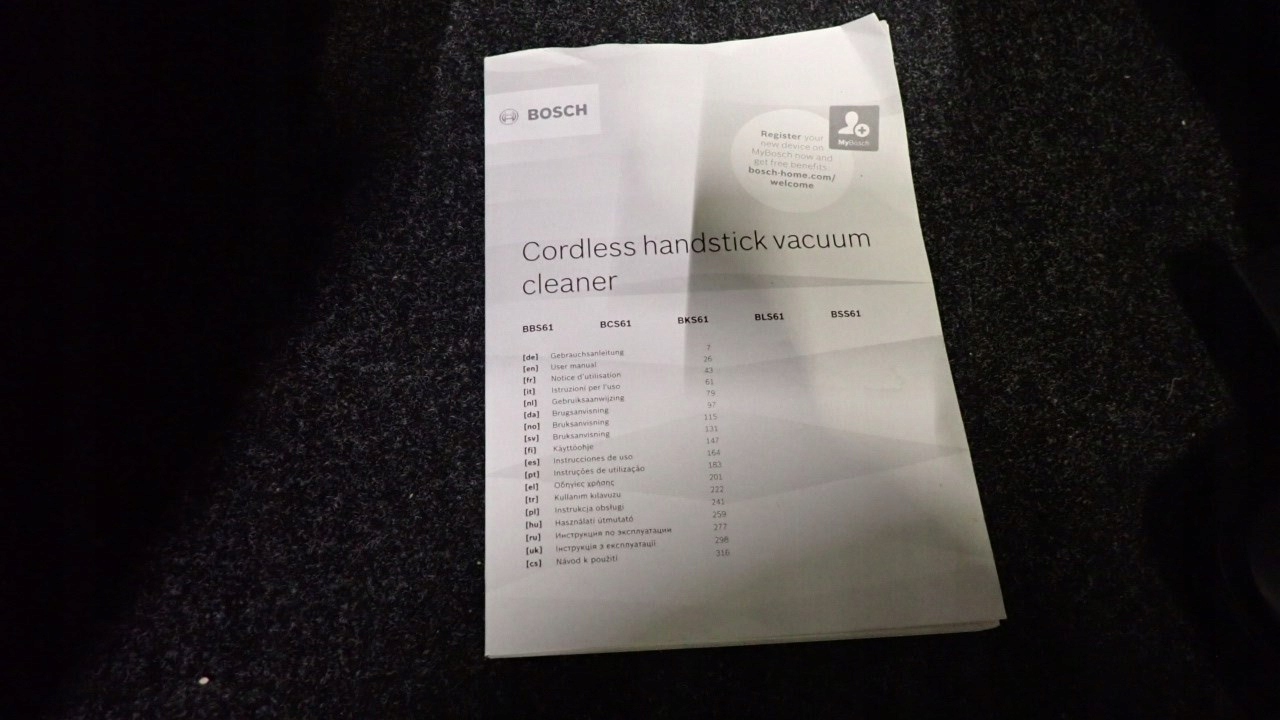 BOSCH
Register your
new device on
MyBosch now and
get free benefits:
bosch-home.com/
welcome
MyBosch
Cordless handstick vacuum
cleaner
BBS61 BCS61 BKS61 BLS61 BSS61
[de] Gebrauchsanleitung 7
[en] User manual 26
[fr] Notice d'utilisation 43
[it] Istruzioni per l'uso 61
[nl] Gebruiksaanwijzing 79
[da] Brugsanvisning 97
[no] Bruksanvisning 115
[sv] Bruksanvisning 131
[fi] Käyttöohje 147
[es] Instrucciones de uso 164
[pt] Instruções de utilização 183
[el] Οδηγίες χρήσης 201
[tr] Kullanım kılavuzu 222
[pl] Instrukcja obsługi 241
[hu] Használati útmutató 259
[ru] Инструкция по эксплуатации 277
[uk] Інструкція з експлуатації 298
[cs] Návod k použití 316